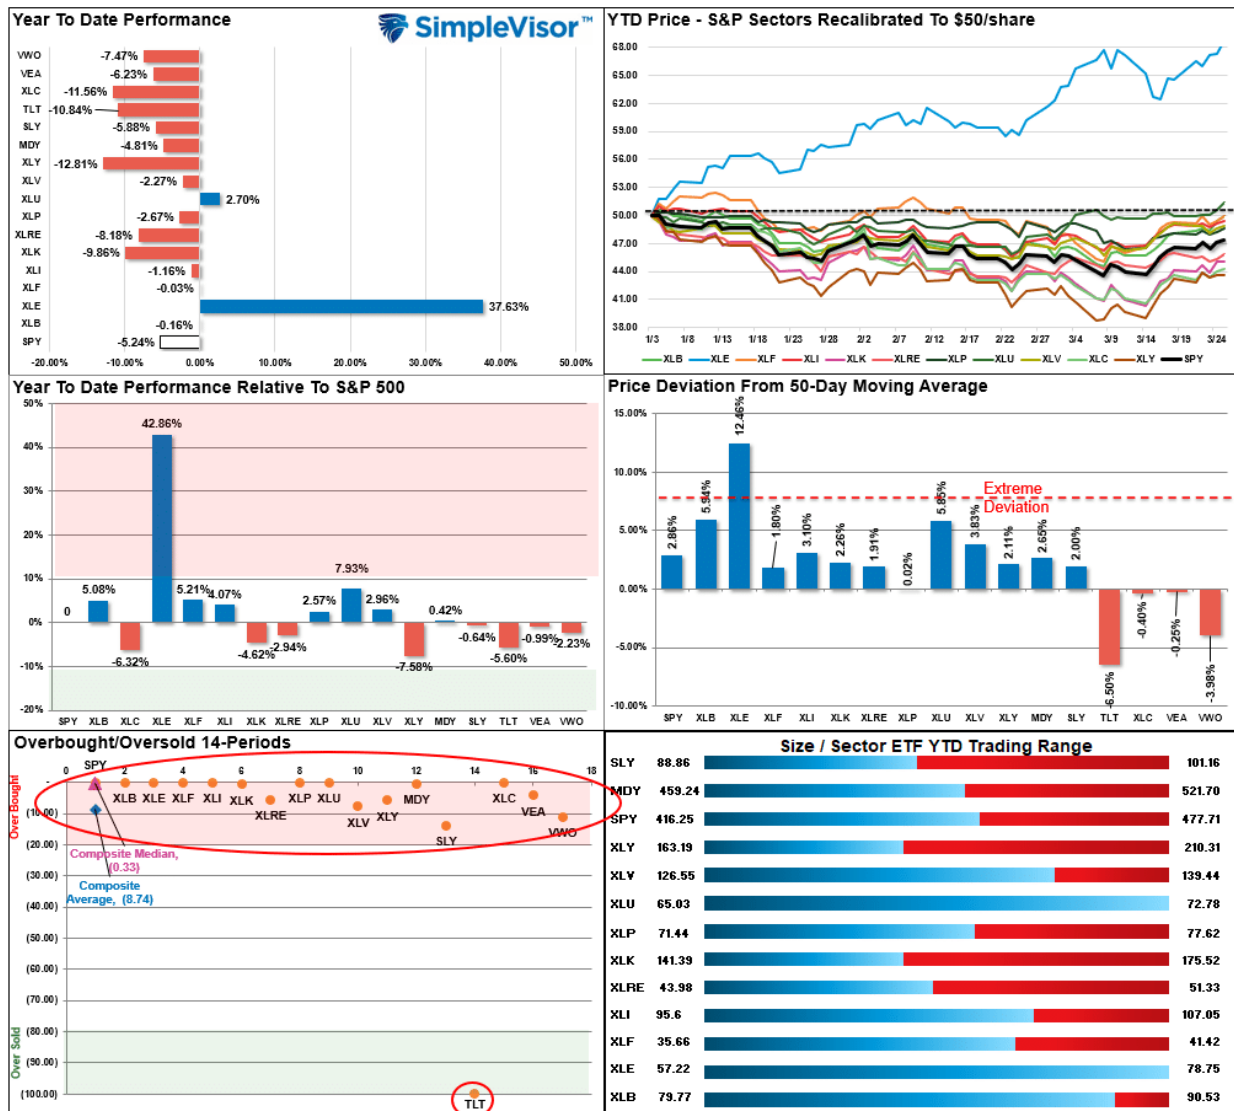 Year To Date Performance
SimpleVisor™
VWO -7.47%
VEA -6.23%
XLC -11.56%
TLT -10.84%
SLY -5.88%
MDY -4.81%
XLY -12.81%
XLV -2.27%
XLU 2.70%
XLP -2.67%
XLRE -8.18%
XLK -9.86%
XLI -1.16%
XLF -0.03%
XLE 37.63%
XLB -0.16%
SPY -5.24%
-20.00% -10.00% 0.00% 10.00% 20.00% 30.00% 40.00% 50.00%
YTD Price - S&P Sectors Recalibrated To $50/share
68.00
65.00
62.00
59.00
56.00
53.00
50.00
47.00
44.00
41.00
38.00
1/3 1/8 1/13 1/18 1/23 1/28 2/2 2/7 2/12 2/17 2/22 2/27 3/4 3/9 3/14 3/19 3/24
XLB XLE XLF XLI XLK XLRE XLP XLU XLV XLC XLY SPY
Year To Date Performance Relative To S&P 500
50%
40%
30%
20%
10%
0%
-10%
-20%
0 5.08% -6.32% 42.86% 5.21% 4.07% -4.62% -2.94% 2.57% 7.93% 2.96% -7.58% 0.42% -0.64% -5.60% -0.99% -2.23%
SPY XLB XLC XLE XLF XLI XLK XLRE XLP XLU XLV XLY MDY SLY TLT VEA VWO
Price Deviation From 50-Day Moving Average
15.00%
10.00%
5.00%
0.00%
-5.00%
-10.00%
Extreme
Deviation
2.86% 5.94% 12.46% 1.80% 3.10% 2.26% 1.91% 0.02% 5.85% 3.83% 2.11% 2.65% 2.00% -6.50% -0.40% -0.25% -3.98%
SPY XLB XLE XLF XLI XLK XLRE XLP XLU XLV XLY MDY SLY TLT XLC VEA VWO
Overbought/Oversold 14-Periods
0 2 4 6 8 10 12 14 16 18
Over Bought
Over Sold
-
(10.00)
(20.00)
(30.00)
(40.00)
(50.00)
(60.00)
(70.00)
(80.00)
(90.00)
(100.00)
SPY
XLB XLE XLF XLI XLK XLRE XLP XLU XLV XLY MDY SLY XLC VEA VWO
Composite Median,
(0.33)
Composite
Average, (8.74)
TLT
Size / Sector ETF YTD Trading Range
SLY 88.86 101.16
MDY 459.24 521.70
SPY 416.25 477.71
XLY 163.19 210.31
XLV 126.55 139.44
XLU 65.03 72.78
XLP 71.44 77.62
XLK 141.39 175.52
XLRE 43.98 51.33
XLI 95.6 107.05
XLF 35.66 41.42
XLE 57.22 78.75
XLB 79.77 90.53